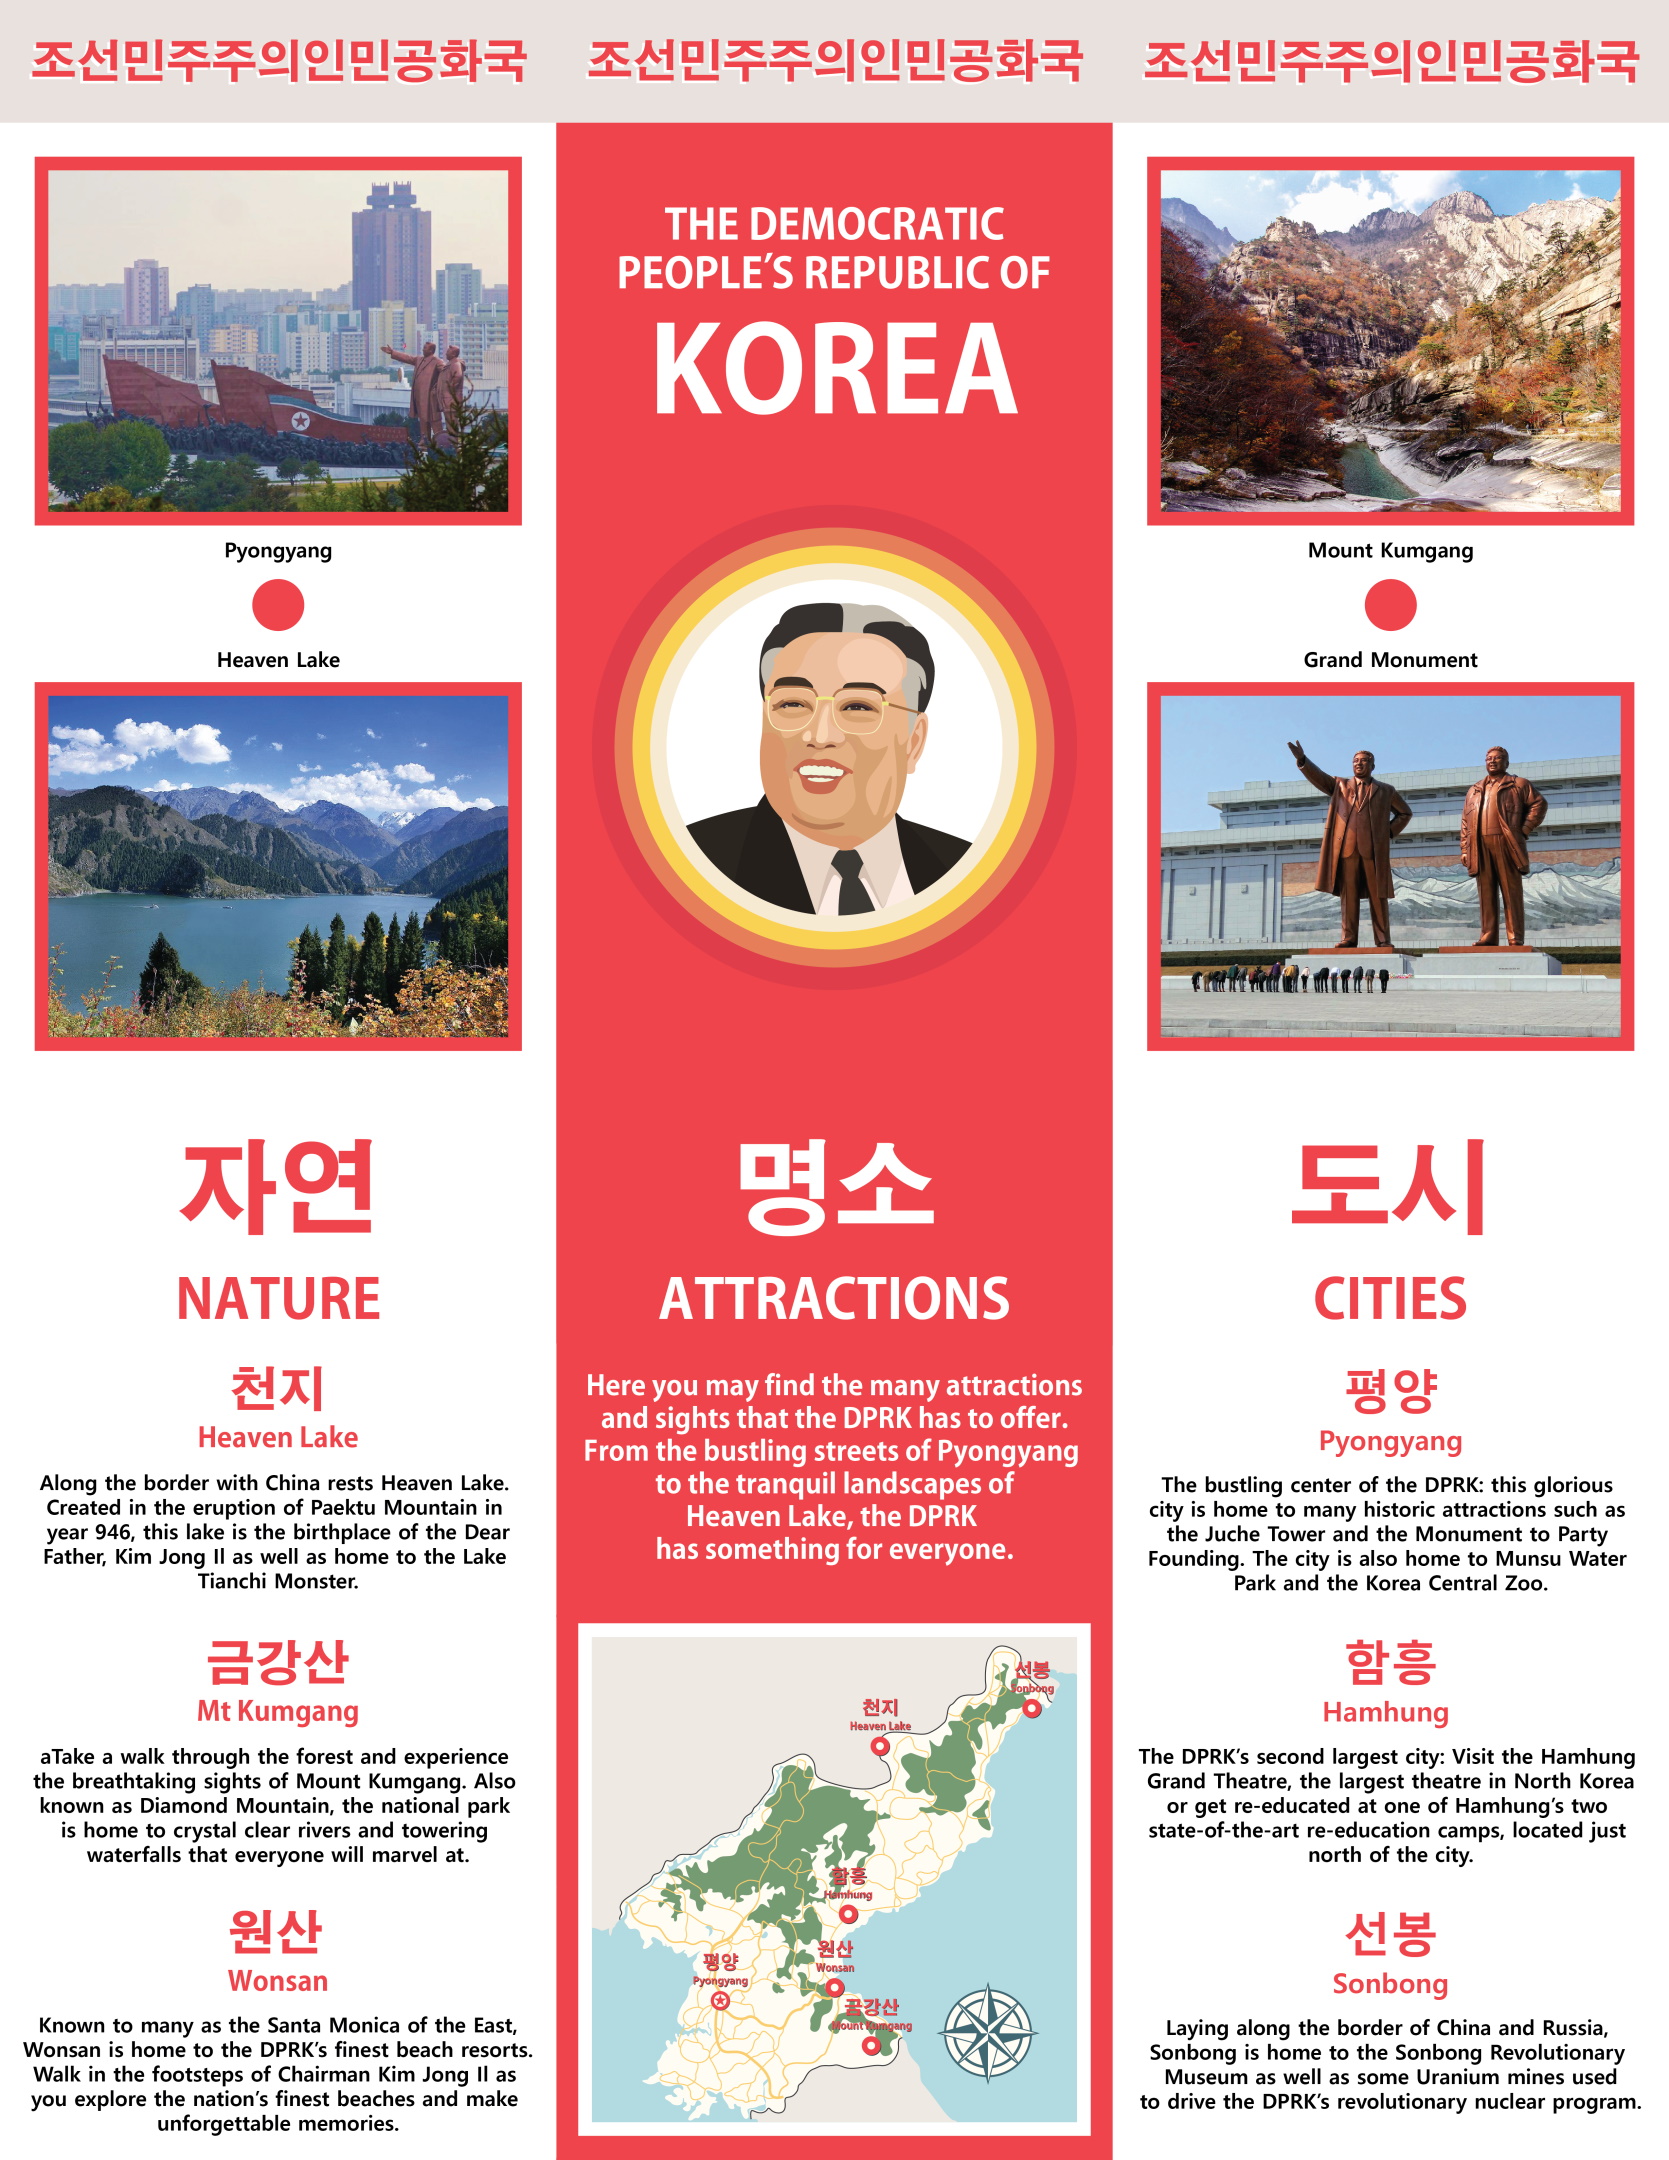 조선민주주의인민공화국
조선민주주의인민공화국
조선민주주의인민공화국
Pyongyang
Heaven Lake
자연
NATURE
천지
Heaven Lake
Along the border with China rests Heaven Lake.
Created in the eruption of Paektu Mountain in
year 946, this lake is the birthplace of the Dear
Father, Kim Jong Il as well as home to the Lake
Tianchi Monster.
금강산
Mt Kumgang
aTake a walk through the forest and experience
the breathtaking sights of Mount Kumgang. Also
known as Diamond Mountain, the national park
is home to crystal clear rivers and towering
waterfalls that everyone will marvel at.
원산
Wonsan
Known to many as the Santa Monica of the East,
Wonsan is home to the DPRK's finest beach resorts.
Walk in the footsteps of Chairman Kim Jong Il as
you explore the nation's finest beaches and make
unforgettable memories.
THE DEMOCRATIC
PEOPLE'S REPUBLIC OF
KOREA
명소
ATTRACTIONS
Here you may find the many attractions
and sights that the DPRK has to offer.
From the bustling streets of Pyongyang
to the tranquil landscapes of
Heaven Lake, the DPRK
has something for everyone.
선봉
Sonbong
천지
Heaven Lake
함흥
Hamhung
원산
Wonsan
평양
Pyongyang
금강산
Mount Kumgang
Mount Kumgang
Grand Monument
도시
CITIES
평양
Pyongyang
The bustling center of the DPRK: this glorious
city is home to many historic attractions such as
the Juche Tower and the Monument to Party
Founding. The city is also home to Munsu Water
Park and the Korea Central Zoo.
함흥
Hamhung
The DPRK's second largest city: Visit the Hamhung
Grand Theatre, the largest theatre in North Korea
or get re-educated at one of Hamhung's two
state-of-the-art re-education camps, located just
north of the city.
선봉
Sonbong
Laying along the border of China and Russia,
Sonbong is home to the Sonbong Revolutionary
Museum as well as some Uranium mines used
to drive the DPRK's revolutionary nuclear program.